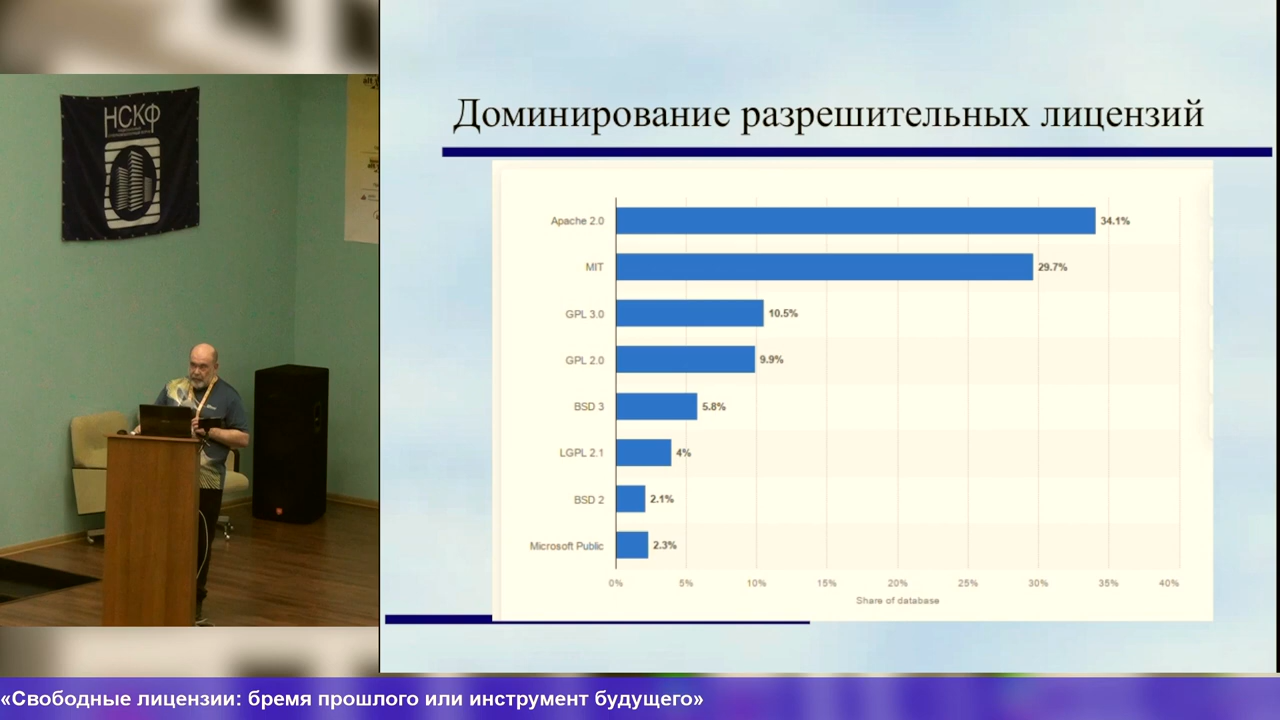 НСКФ
Доминирование разрешительных лицензий
Apache 2.0
34.1%
MIT
29.7%
GPL 3.0
10.5%
GPL 2.0
9.9%
BSD 3
5.8%
LGPL 2.1
4%
BSD 2
2.1%
Microsoft Public
2.3%
0% 5% 10% 15% 20% 25% 30% 35% 40%
Share of database
«Свободные лицензии: бремя прошлого или инструмент будущего»